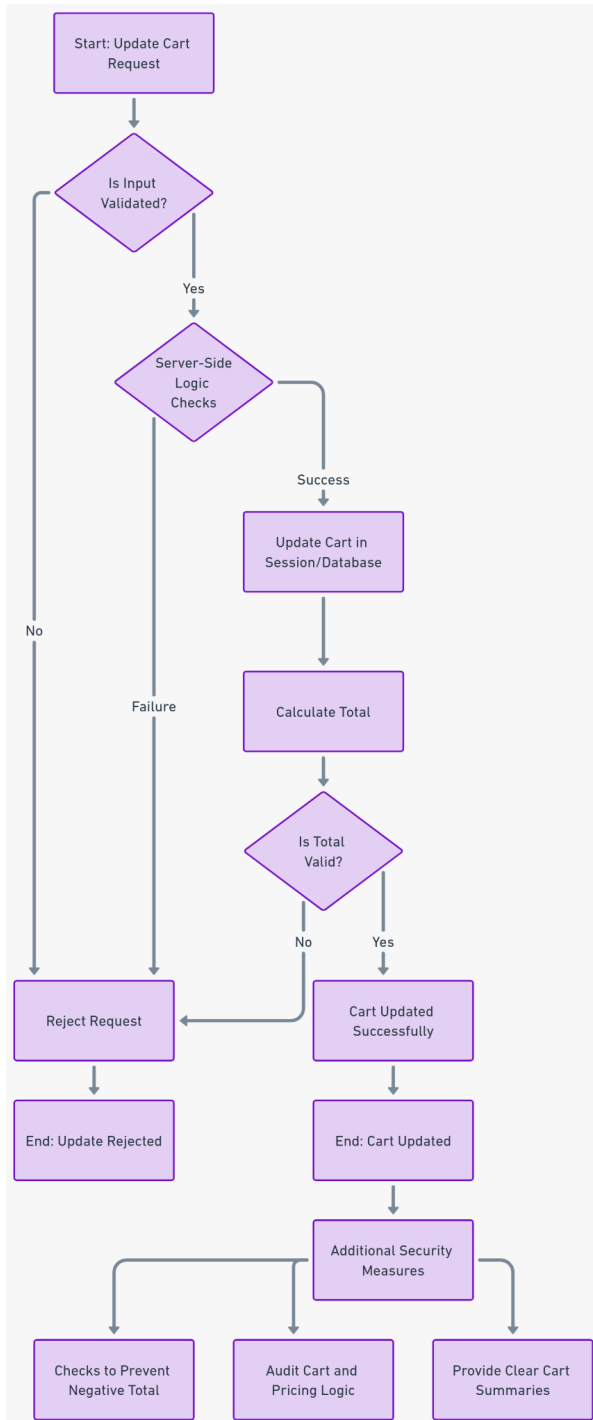 Start: Update Cart
Request
Is Input
Validated?
Yes
Server-Side
Logic
Checks
Success
Update Cart in
Session/Database
No
Calculate Total
Failure
Is Total
Valid?
No
Yes
Reject Request
Cart Updated
Successfully
End: Update Rejected
End: Cart Updated
Additional Security
Measures
Checks to Prevent
Negative Total
Audit Cart and
Pricing Logic
Provide Clear Cart
Summaries